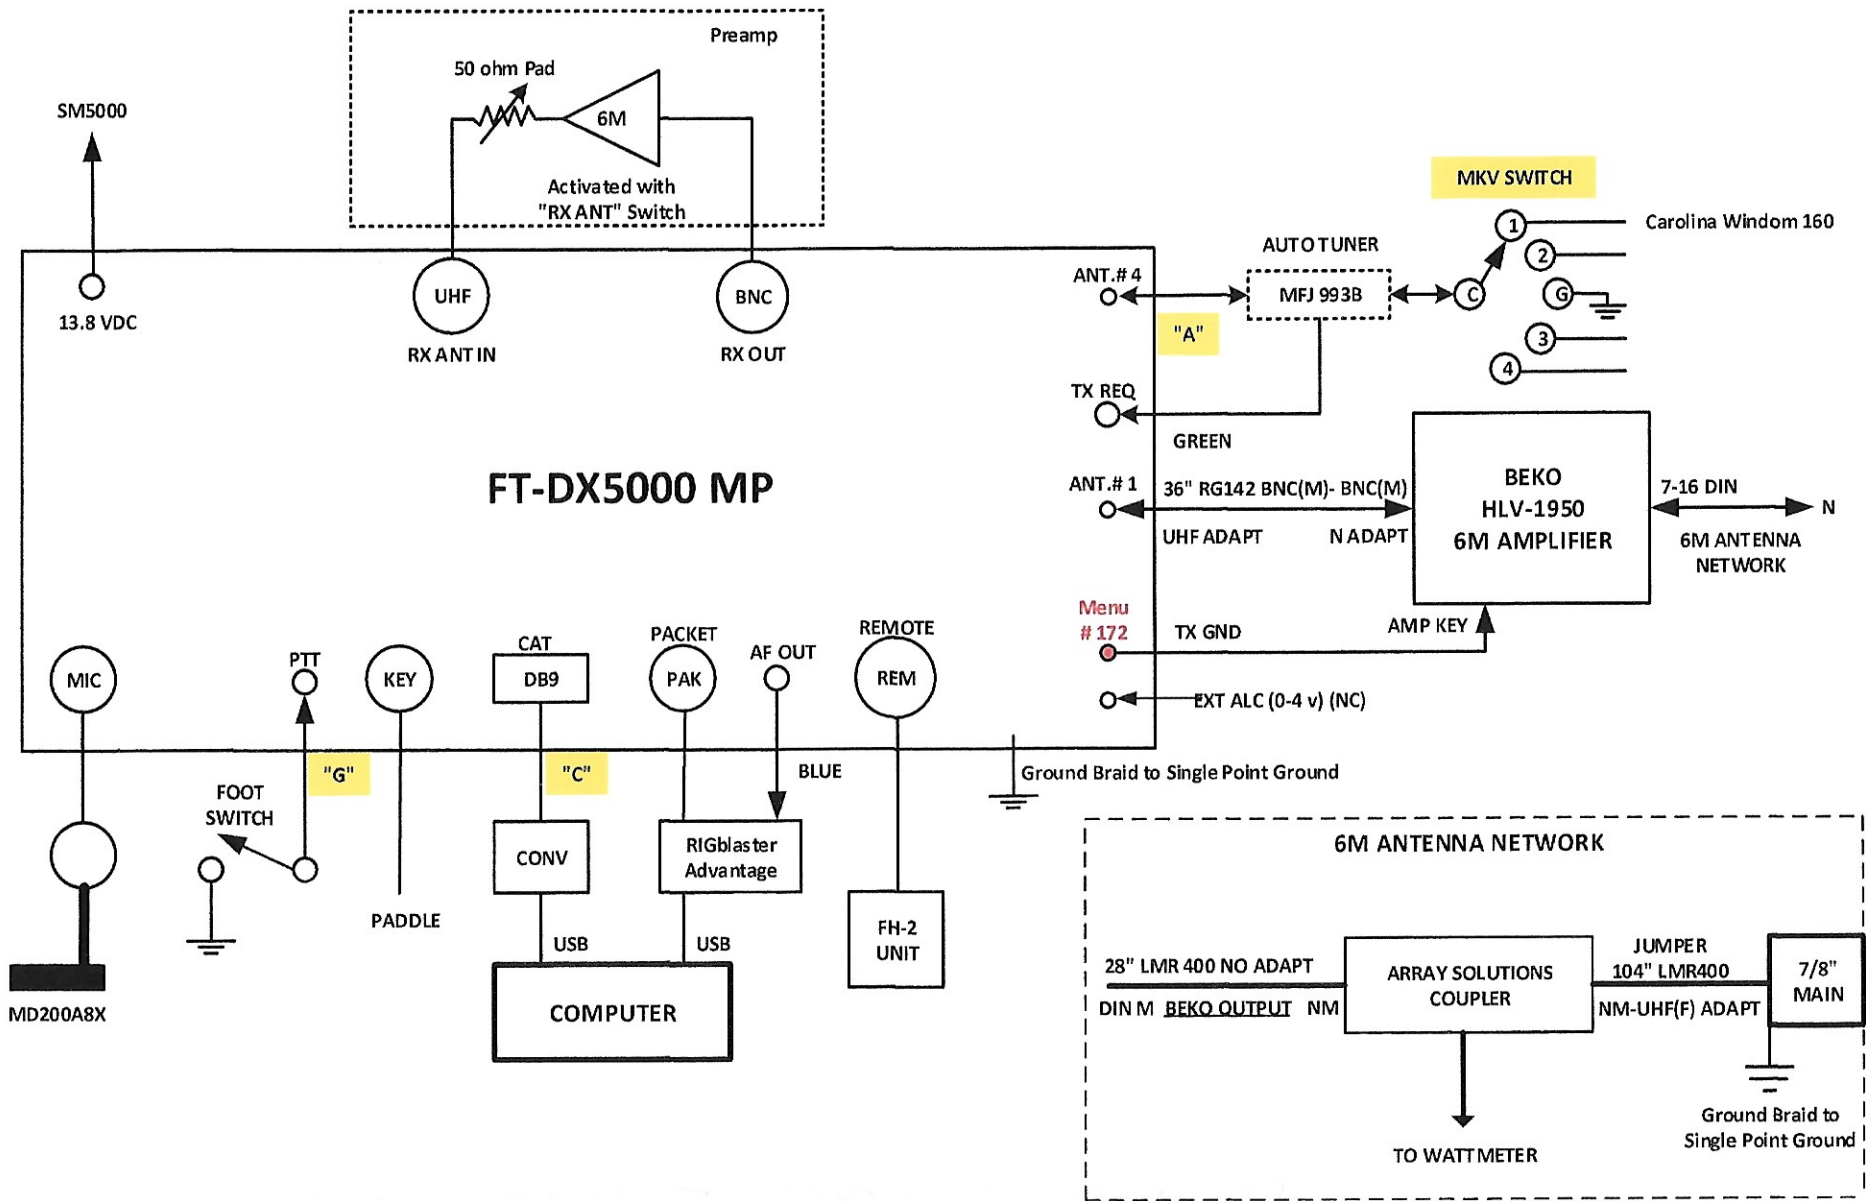 Preamp
50 ohm Pad
6M
Activated with
"RX ANT" Switch
SM5000
13.8 VDC
UHF
RX ANT IN
BNC
RX OUT
MKV SWITCH
1
Carolina Windom 160
2
C
G
3
4
AUTO TUNER
MFJ 993B
ANT.# 4
"A"
TX REQ
GREEN
FT-DX5000 MP
ANT.# 1
36" RG142 BNC(M)- BNC(M)
UHF ADAPT
N ADAPT
BEKO
HLV-1950
6M AMPLIFIER
7-16 DIN
N
6M ANTENNA
NETWORK
Menu
# 172
TX GND
AMP KEY
EXT ALC (0-4 v) (NC)
MIC
PTT
KEY
CAT
DB9
PACKET
PAK
AF OUT
REMOTE
REM
"G"
"C"
BLUE
Ground Braid to Single Point Ground
FOOT
SWITCH
PADDLE
CONV
RIGblaster
Advantage
FH-2
UNIT
USB
USB
COMPUTER
MD200A8X
6M ANTENNA NETWORK
28" LMR 400 NO ADAPT
DIN M BEKO OUTPUT NM
ARRAY SOLUTIONS
COUPLER
JUMPER
104" LMR400
NM-UHF(F) ADAPT
7/8"
MAIN
Ground Braid to
Single Point Ground
TO WATTMETER